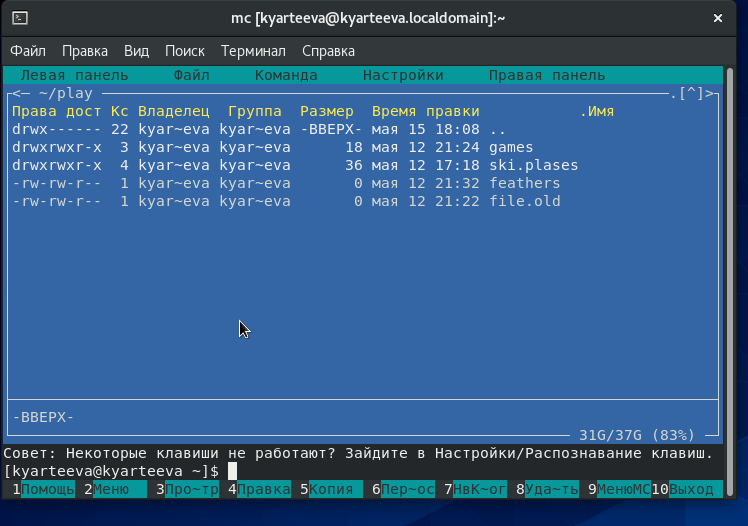 mc [kyarteeva@kyarteeva.localdomain]:~
Файл Правка Вид Поиск Терминал Справка
Левая панель Файл Команда Настройки Правая панель
<─ ~/play .[^]>
Права дост Кс Владелец Группа Размер Время правки .Имя
drwx------ 22 kyar~eva kyar~eva -ВВЕРХ- мая 15 18:08 ..
drwxrwxr-x 3 kyar~eva kyar~eva 18 мая 12 21:24 games
drwxrwxr-x 4 kyar~eva kyar~eva 36 мая 12 17:18 ski.plases
-rw-rw-r-- 1 kyar~eva kyar~eva 0 мая 12 21:32 feathers
-rw-rw-r-- 1 kyar~eva kyar~eva 0 мая 12 21:22 file.old
-ВВЕРХ-
31G/37G (83%)
Совет: Некоторые клавиши не работают? Зайдите в Настройки/Распознавание клавиш.
[kyarteeva@kyarteeva ~]$
1Помощь 2Меню 3Про~тр 4Правка 5Копия 6Пер~ос 7НвК~ог 8Уда~ть 9МенюМС 10Выход